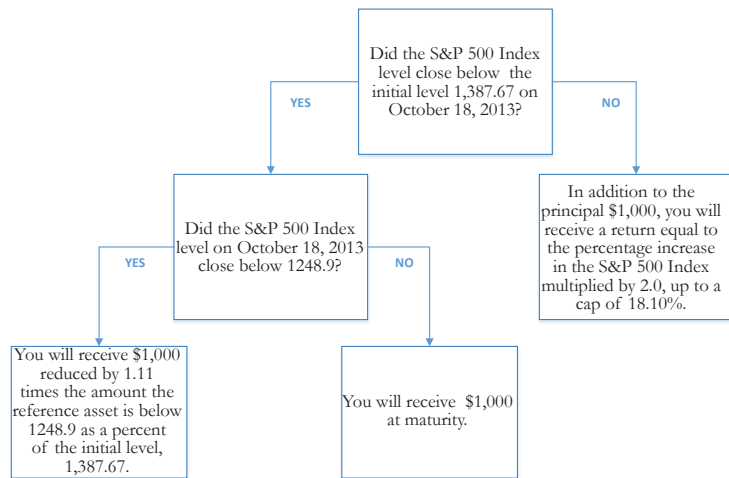 Did the S&P 500 Index
level close below the
initial level 1,387.67 on
October 18, 2013?
YES
NO
Did the S&P 500 Index
level on October 18, 2013
close below 1248.9?
In addition to the
principal $1,000, you will
receive a return equal to
the percentage increase
in the S&P 500 Index
multiplied by 2.0, up to a
cap of 18.10%.
YES
NO
You will receive $1,000
reduced by 1.11
times the amount the
reference asset is below
1248.9 as a percent
of the initial level,
1,387.67.
You will receive $1,000
at maturity.